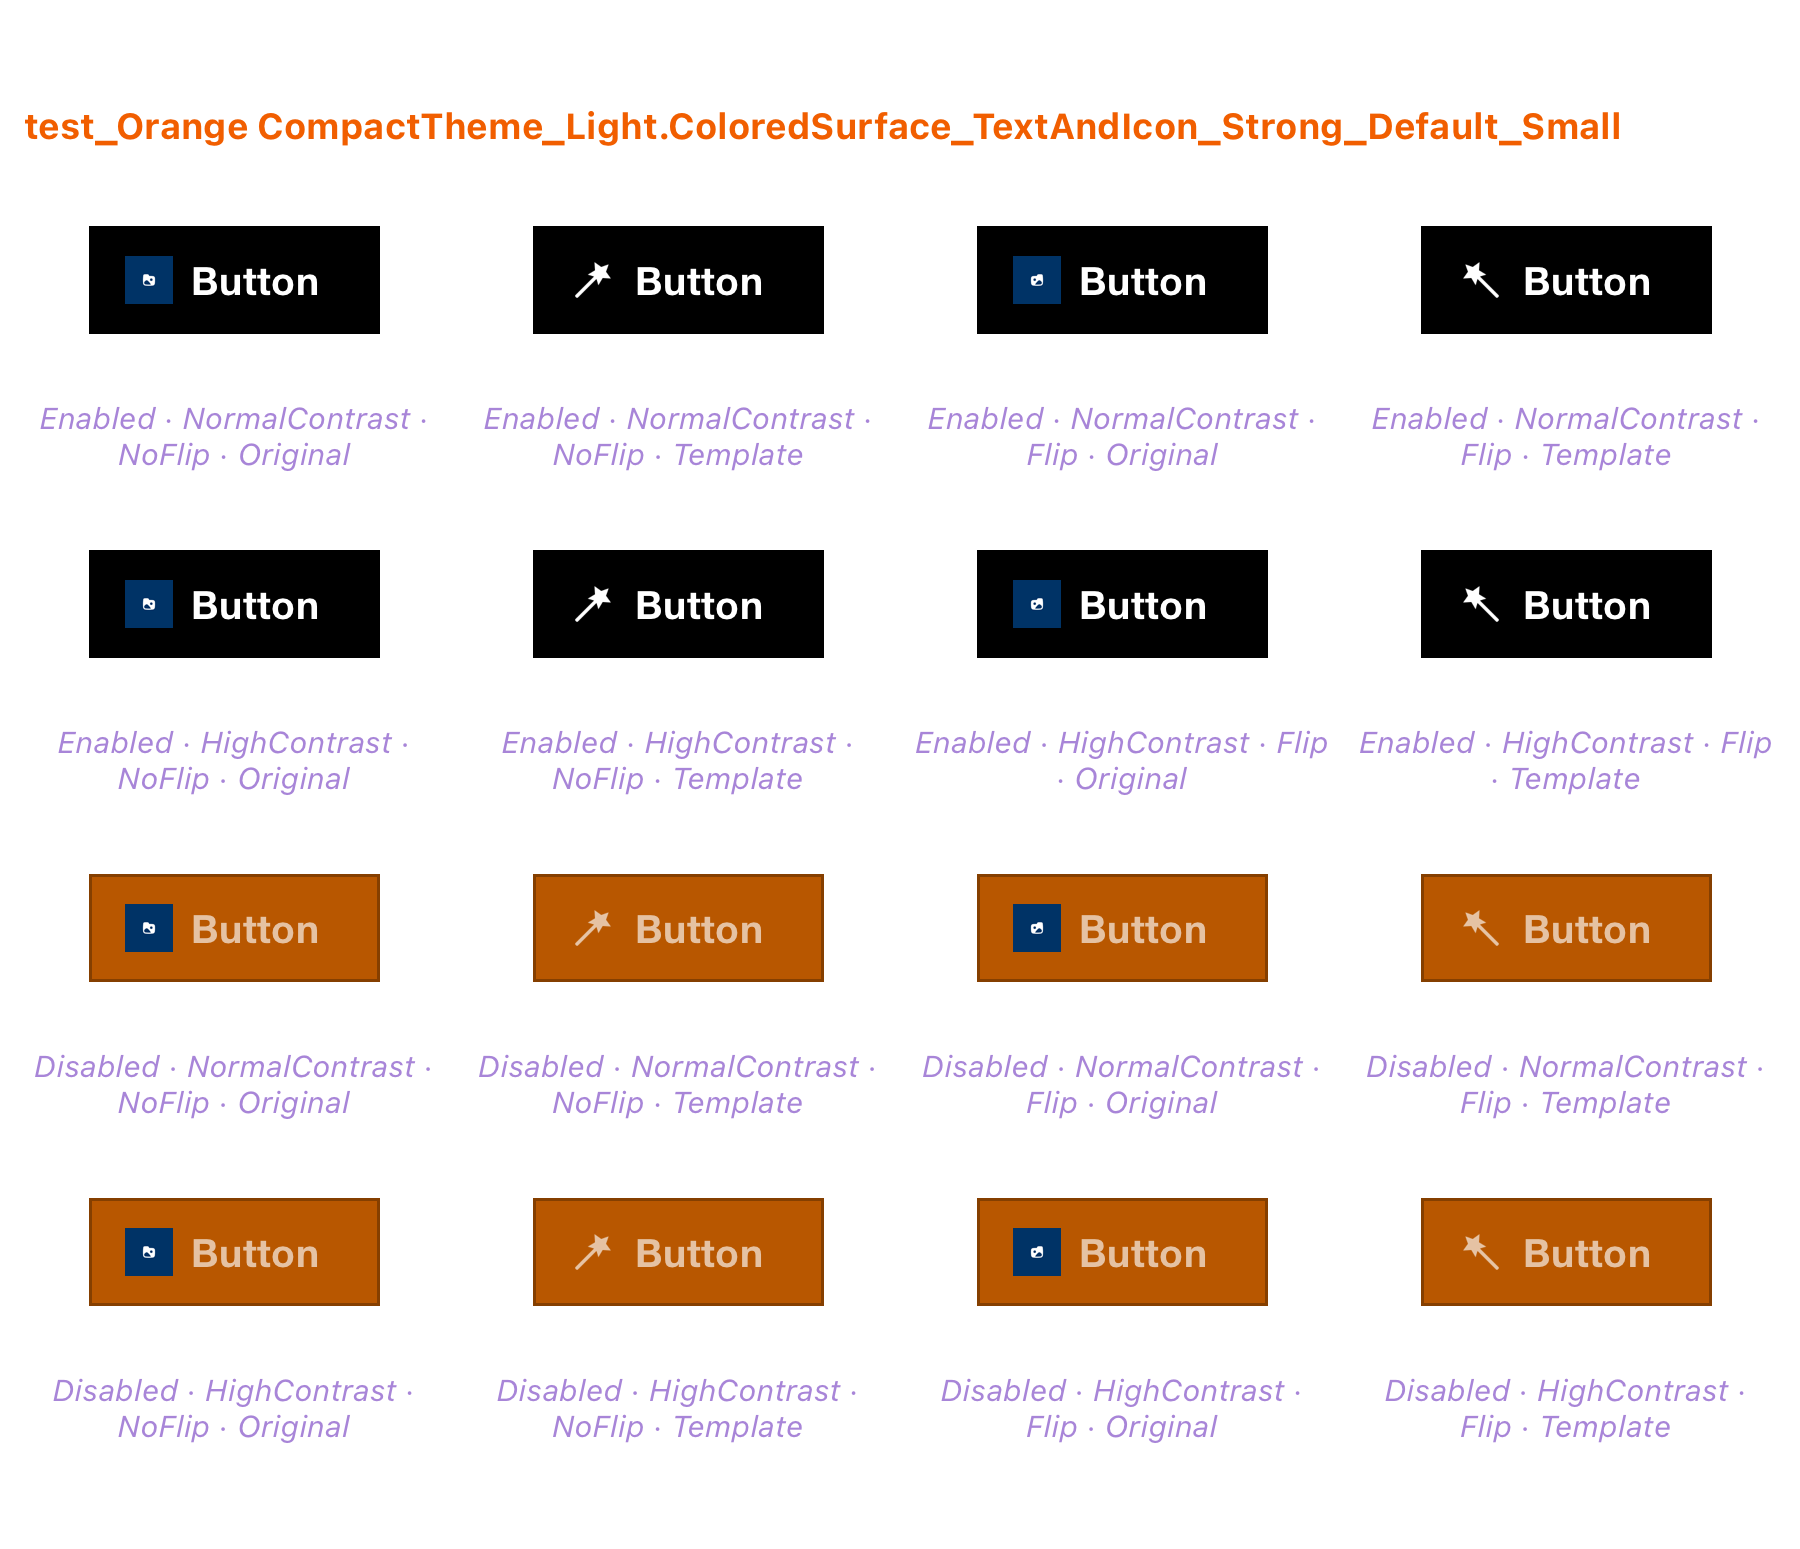 test_Orange CompactTheme_Light.ColoredSurface_TextAndIcon_Strong_Default_Small
Button
Button
Button
Button
Enabled · NormalContrast ·
NoFlip · Original
Enabled · NormalContrast ·
NoFlip · Template
Enabled · NormalContrast ·
Flip · Original
Enabled · NormalContrast ·
Flip · Template
Button
Button
Button
Button
Enabled · HighContrast ·
NoFlip · Original
Enabled · HighContrast ·
NoFlip · Template
Enabled · HighContrast · Flip
· Original
Enabled · HighContrast · Flip
· Template
Button
Button
Button
Button
Disabled · NormalContrast ·
NoFlip · Original
Disabled · NormalContrast ·
NoFlip · Template
Disabled · NormalContrast ·
Flip · Original
Disabled · NormalContrast ·
Flip · Template
Button
Button
Button
Button
Disabled · HighContrast ·
NoFlip · Original
Disabled · HighContrast ·
NoFlip · Template
Disabled · HighContrast ·
Flip · Original
Disabled · HighContrast ·
Flip · Template